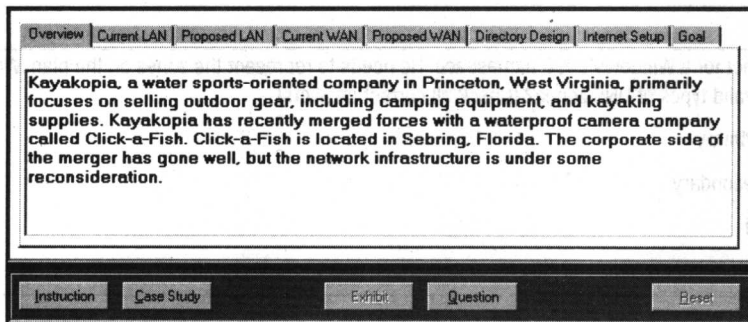 Overview Current LAN Proposed LAN Current WAN Proposed WAN Directory Design Internet Setup Goal
Kayakopia, a water sports-oriented company in Princeton, West Virginia, primarily
focuses on selling outdoor gear, including camping equipment, and kayaking
supplies. Kayakopia has recently merged forces with a waterproof camera company
called Click-a-Fish. Click-a-Fish is located in Sebring, Florida. The corporate side of
the merger has gone well, but the network infrastructure is under some
reconsideration.
Instruction Case Study Exhibit Question Reset